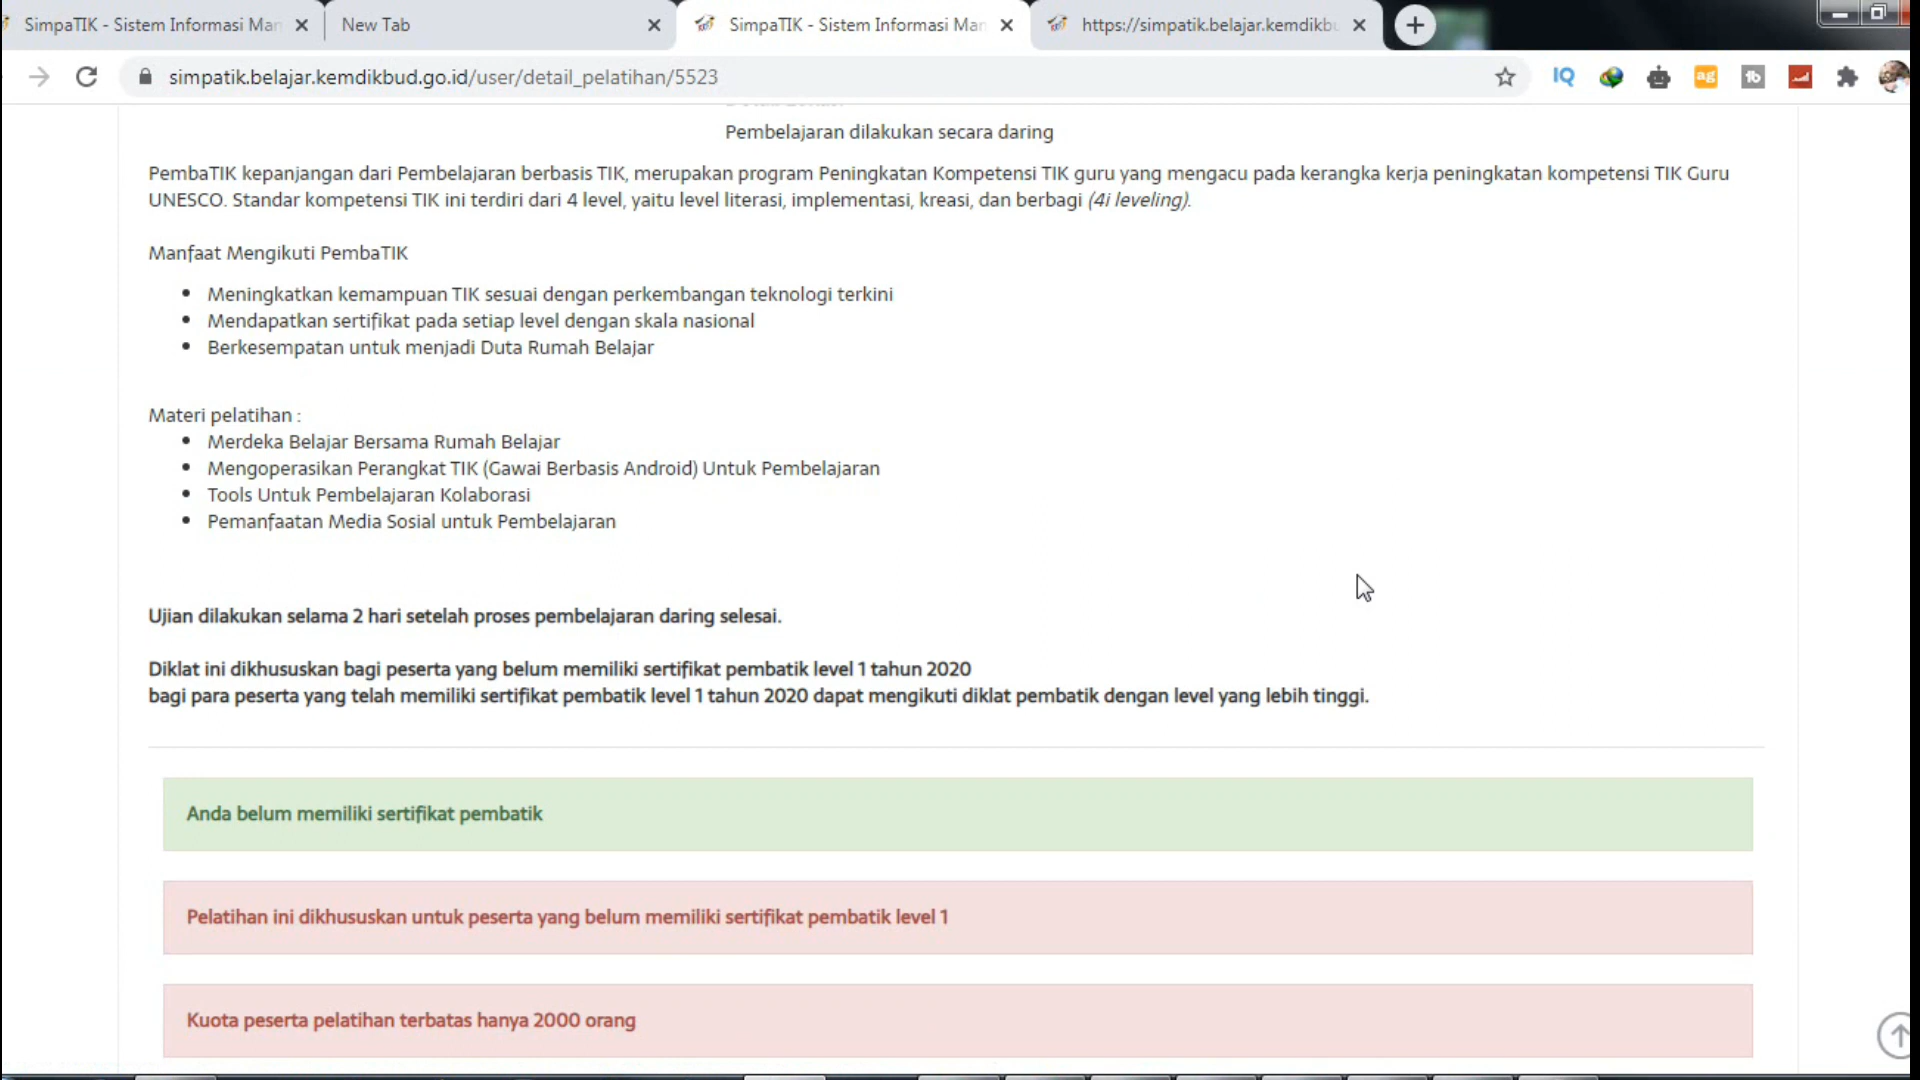 SimpaTIK - Sistem Informasi Man
New Tab
SimpaTIK - Sistem Informasi Man
https://simpatik.belajar.kemdikbu
simpatik.belajar.kemdikbud.go.id/user/detail_pelatihan/5523
IQ
ag
Pembelajaran dilakukan secara daring
PembaTIK kepanjangan dari Pembelajaran berbasis TIK, merupakan program Peningkatan Kompetensi TIK guru yang mengacu pada kerangka kerja peningkatan kompetensi TIK Guru
UNESCO. Standar kompetensi TIK ini terdiri dari 4 level, yaitu level literasi, implementasi, kreasi, dan berbagi (4i leveling).
Manfaat Mengikuti PembaTIK
Meningkatkan kemampuan TIK sesuai dengan perkembangan teknologi terkini
Mendapatkan sertifikat pada setiap level dengan skala nasional
Berkesempatan untuk menjadi Duta Rumah Belajar
Materi pelatihan :
Merdeka Belajar Bersama Rumah Belajar
Mengoperasikan Perangkat TIK (Gawai Berbasis Android) Untuk Pembelajaran
Tools Untuk Pembelajaran Kolaborasi
Pemanfaatan Media Sosial untuk Pembelajaran
Ujian dilakukan selama 2 hari setelah proses pembelajaran daring selesai.
Diklat ini dikhususkan bagi peserta yang belum memiliki sertifikat pembatik level 1 tahun 2020
bagi para peserta yang telah memiliki sertifikat pembatik level 1 tahun 2020 dapat mengikuti diklat pembatik dengan level yang lebih tinggi.
Anda belum memiliki sertifikat pembatik
Pelatihan ini dikhususkan untuk peserta yang belum memiliki sertifikat pembatik level 1
Kuota peserta pelatihan terbatas hanya 2000 orang